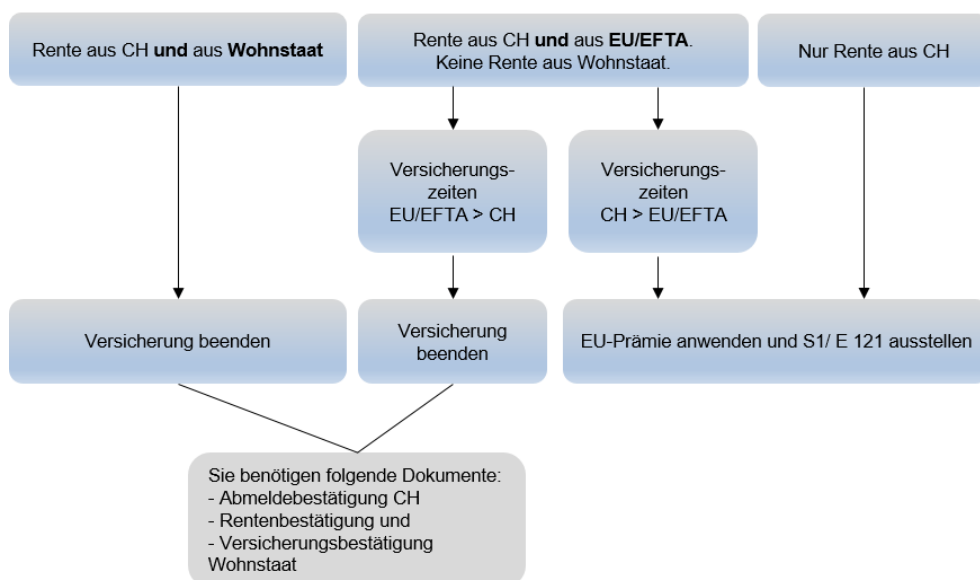 Rente aus CH und aus Wohnstaat
Rente aus CH und aus EU/EFTA.
Keine Rente aus Wohnstaat.
Nur Rente aus CH
Versicherungs-
zeiten
EU/EFTA > CH
Versicherungs-
zeiten
CH > EU/EFTA
Versicherung beenden
Versicherung
beenden
EU-Prämie anwenden und S1/ E 121 ausstellen
Sie benötigen folgende Dokumente:
- Abmeldebestätigung CH
- Rentenbestätigung und
- Versicherungsbestätigung
Wohnstaat